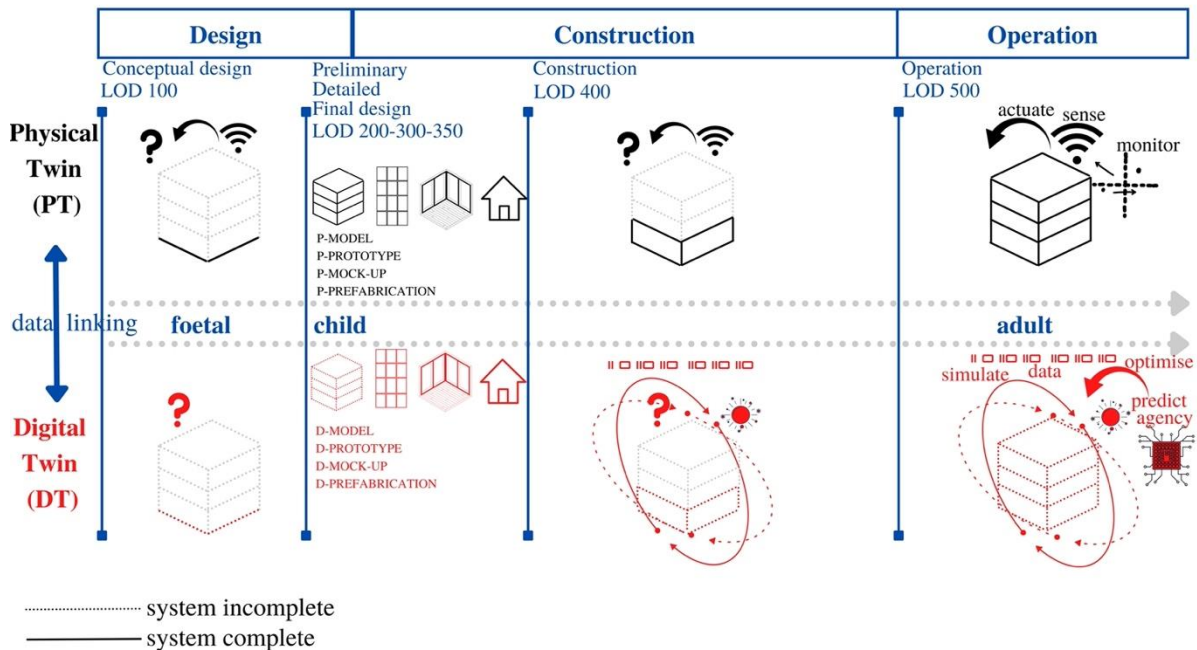 Design
Construction
Operation
Conceptual design
LOD 100
Preliminary
Detailed
Final design
LOD 200-300-350
Construction
LOD 400
Operation
LOD 500
Physical
Twin
(PT)
?
?
actuate
sense
monitor
P-MODEL
P-PROTOTYPE
P-MOCK-UP
P-PREFABRICATION
data linking
foetal
child
adult
Digital
Twin
(DT)
?
D-MODEL
D-PROTOTYPE
D-MOCK-UP
D-PREFABRICATION
?
simulate
data
optimise
predict
agency
system incomplete
system complete